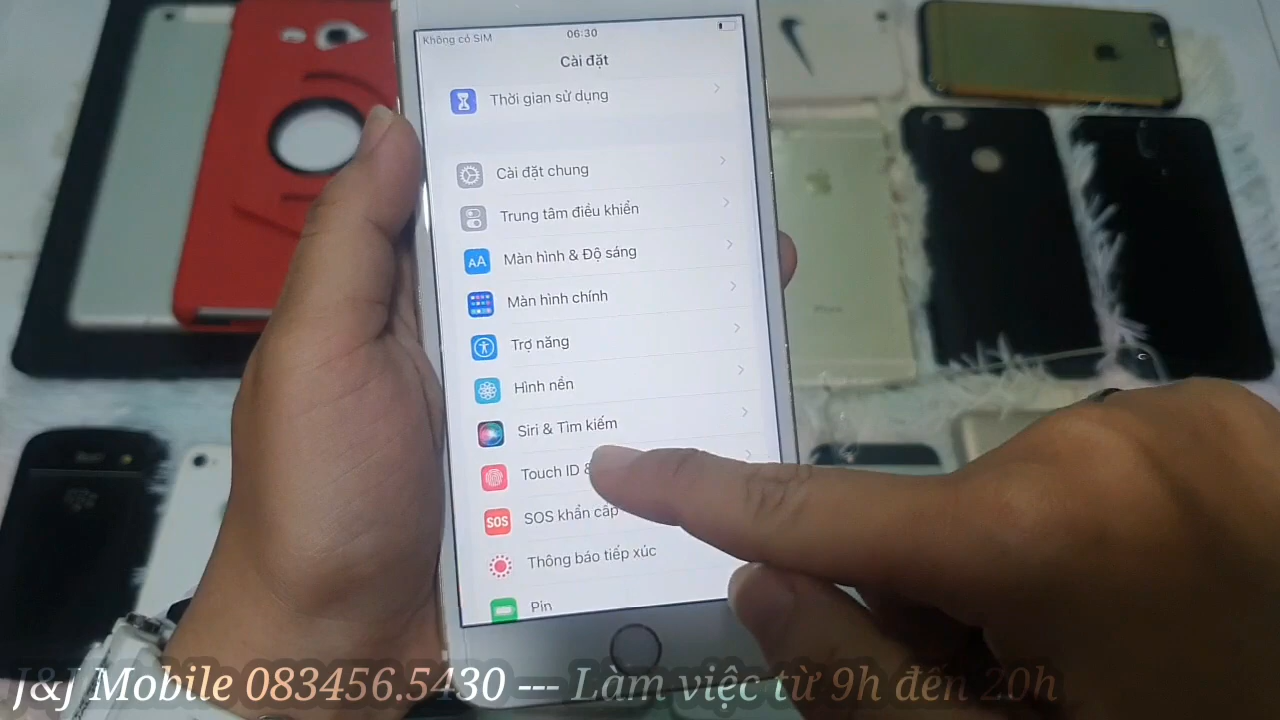 Không có SIM
06:30
Cài đặt
Thời gian sử dụng
Cài đặt chung
Trung tâm điều khiển
AA Màn hình & Độ sáng
Màn hình chính
Trợ năng
Hình nền
Siri & Tìm kiếm
Touch ID &
SOS SOS khẩn cấp
Thông báo tiếp xúc
Pin
J&J Mobile 083456.5430 --- Làm việc từ 9h đến 20h